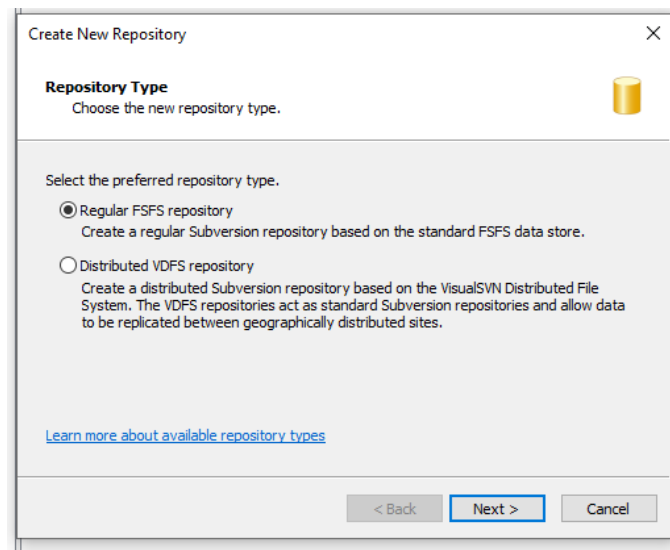 Create New Repository
Repository Type
Choose the new repository type.
Select the preferred repository type.
Regular FSFS repository
Create a regular Subversion repository based on the standard FSFS data store.
Distributed VDFS repository
Create a distributed Subversion repository based on the VisualSVN Distributed File
System. The VDFS repositories act as standard Subversion repositories and allow data
to be replicated between geographically distributed sites.
Learn more about available repository types
< Back
Next >
Cancel